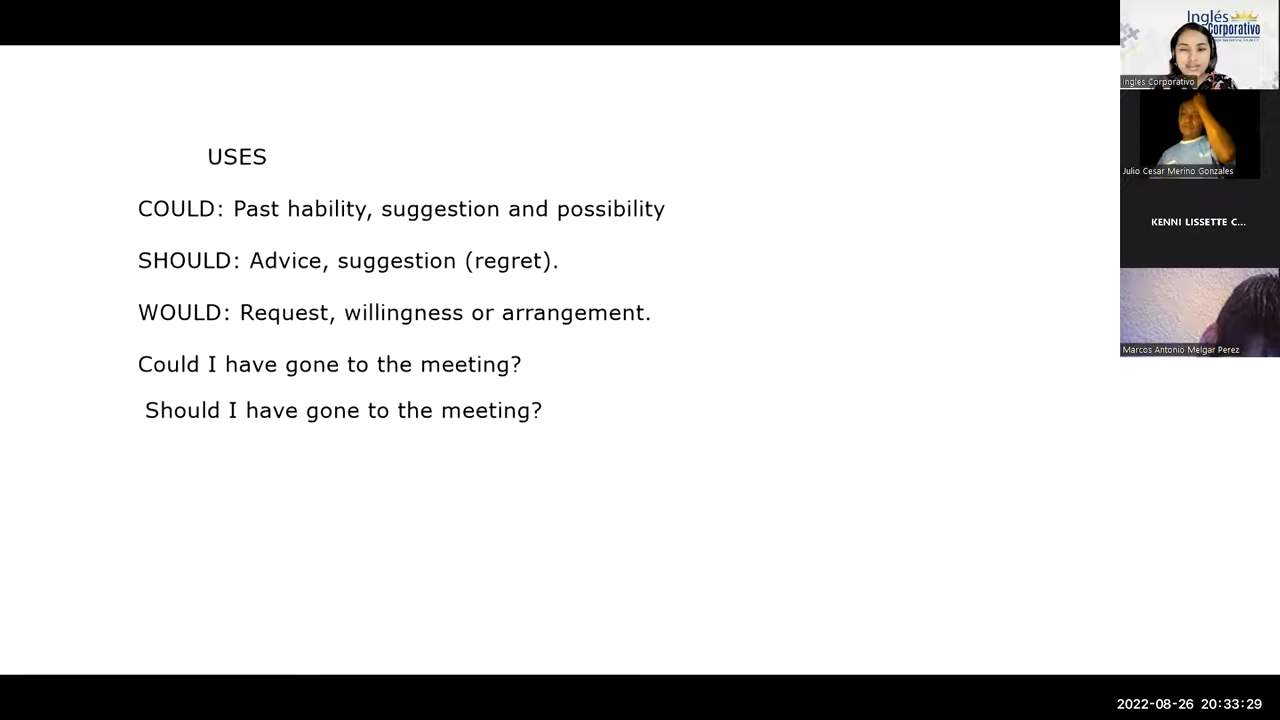 USES
COULD: Past hability, suggestion and possibility
SHOULD: Advice, suggestion (regret).
WOULD: Request, willingness or arrangement.
Could I have gone to the meeting?
Should I have gone to the meeting?
Inglés
Corporativo
Ingles Corporativo
Julio Cesar Merino Gonzales
KENNI LISSETTE C...
Marcos Antonio Melgar Perez
2022-08-26 20:33:29